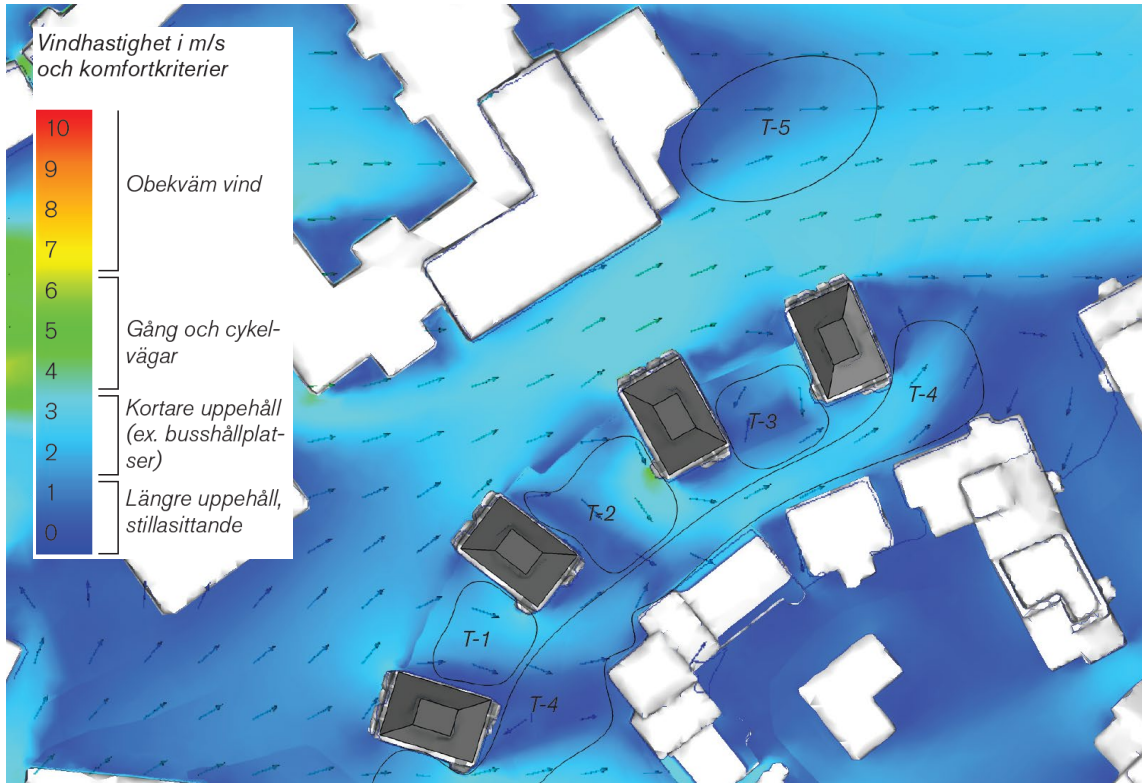 Vindhastighet i m/s
och komfortkriterier
10
9
8
7
Obekväm vind
6
5
4
Gång och cykel-
vägar
3
2
Kortare uppehåll
(ex. busshållplat-
ser)
1
0
Längre uppehåll,
stillasittande
T-5
T-4
T-3
T-2
T-1
T-4